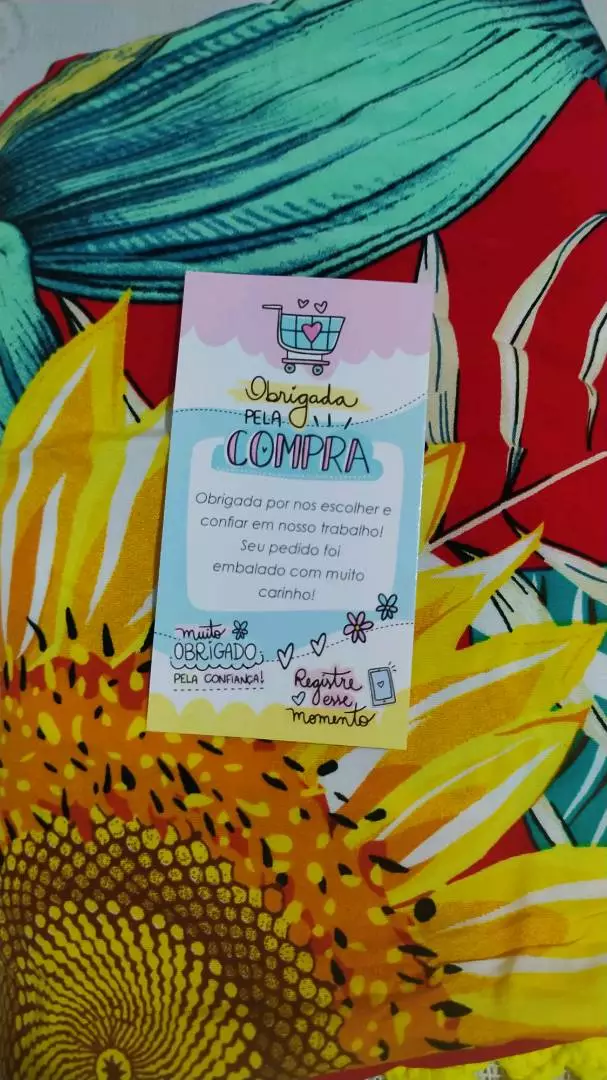 Obrigada
PELA
COMPRA
Obrigada por nos escolher e
confiar em nosso trabalho!
Seu pedido foi
embalado com muito
carinho!
muito
OBRIGADO
PELA CONFIANÇA!
Registre
esse
momento